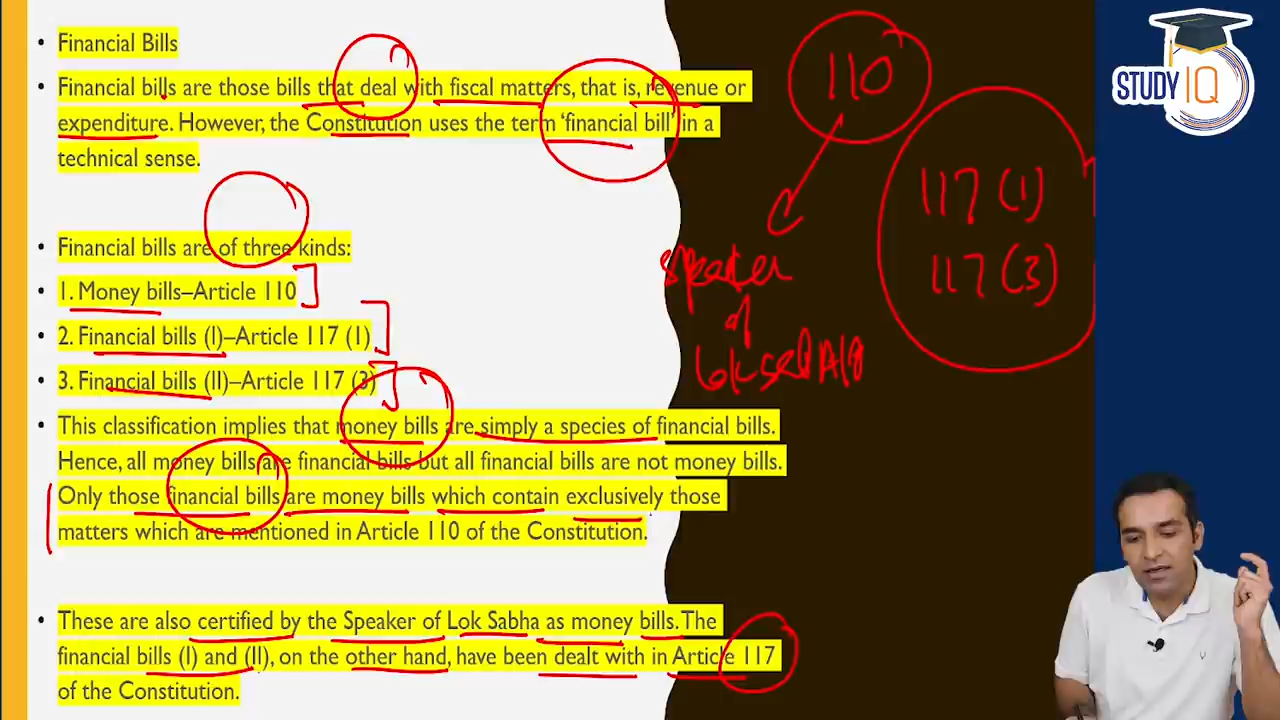 Financial Bills
Financial bills are those bills that deal with fiscal matters, that is, revenue or
expenditure. However, the Constitution uses the term ‘financial bill’ in a
technical sense.
Financial bills are of three kinds:
1. Money bills–Article 110
2. Financial bills (I)–Article 117 (1)
3. Financial bills (II)–Article 117 (3)
This classification implies that money bills are simply a species of financial bills.
Hence, all money bills are financial bills but all financial bills are not money bills.
Only those financial bills are money bills which contain exclusively those
matters which are mentioned in Article 110 of the Constitution.
These are also certified by the Speaker of Lok Sabha as money bills. The
financial bills (I) and (II), on the other hand, have been dealt with in Article 117
of the Constitution.
110
117 (1)
117 (3)
Speaker
of
lok
STUDY IQ